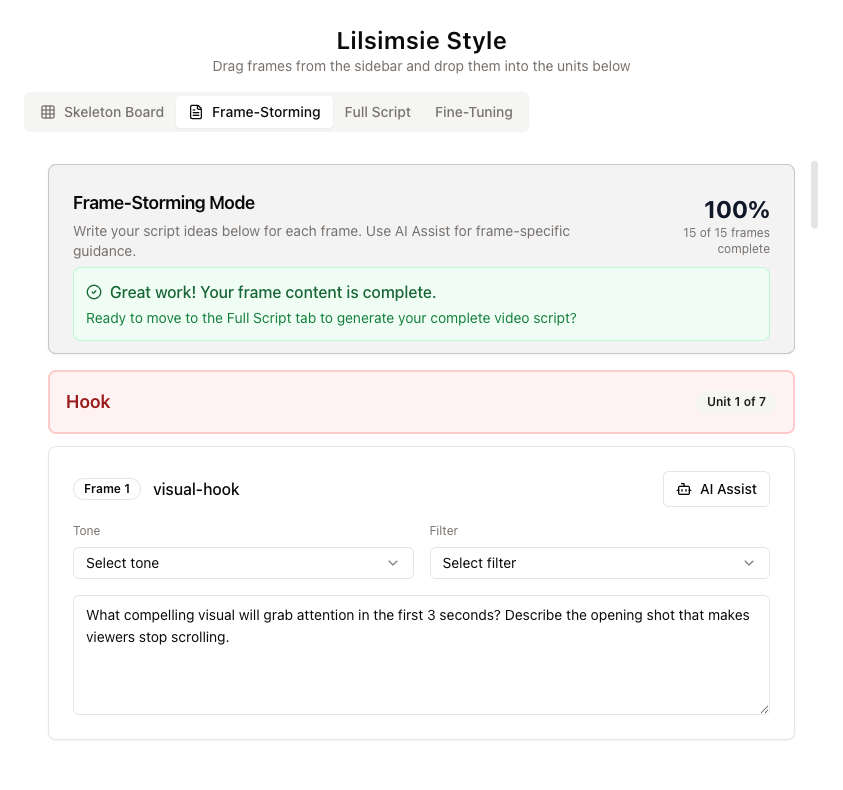 Lilsimsie Style
Drag frames from the sidebar and drop them into the units below
Skeleton Board
Frame-Storming
Full Script
Fine-Tuning
Frame-Storming Mode
Write your script ideas below for each frame. Use AI Assist for frame-specific
guidance.
100%
15 of 15 frames
complete
Great work! Your frame content is complete.
Ready to move to the Full Script tab to generate your complete video script?
Hook
Unit 1 of 7
Frame 1
visual-hook
AI Assist
Tone
Filter
Select tone
Select filter
What compelling visual will grab attention in the first 3 seconds? Describe the opening shot that makes
viewers stop scrolling.